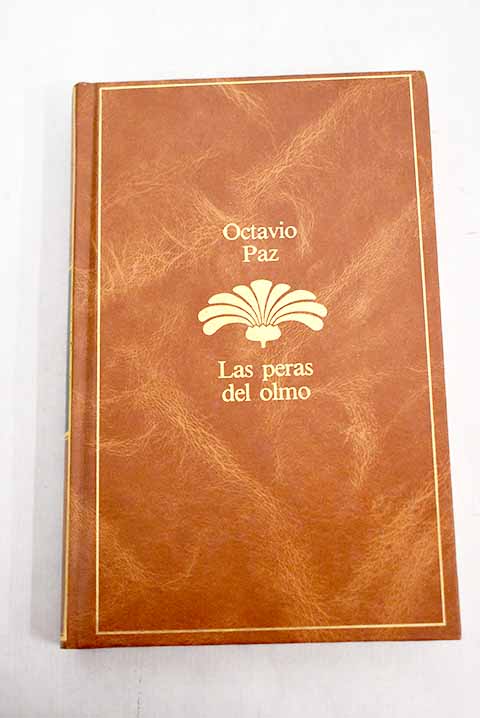 Octavio
Paz
Las peras
del olmo